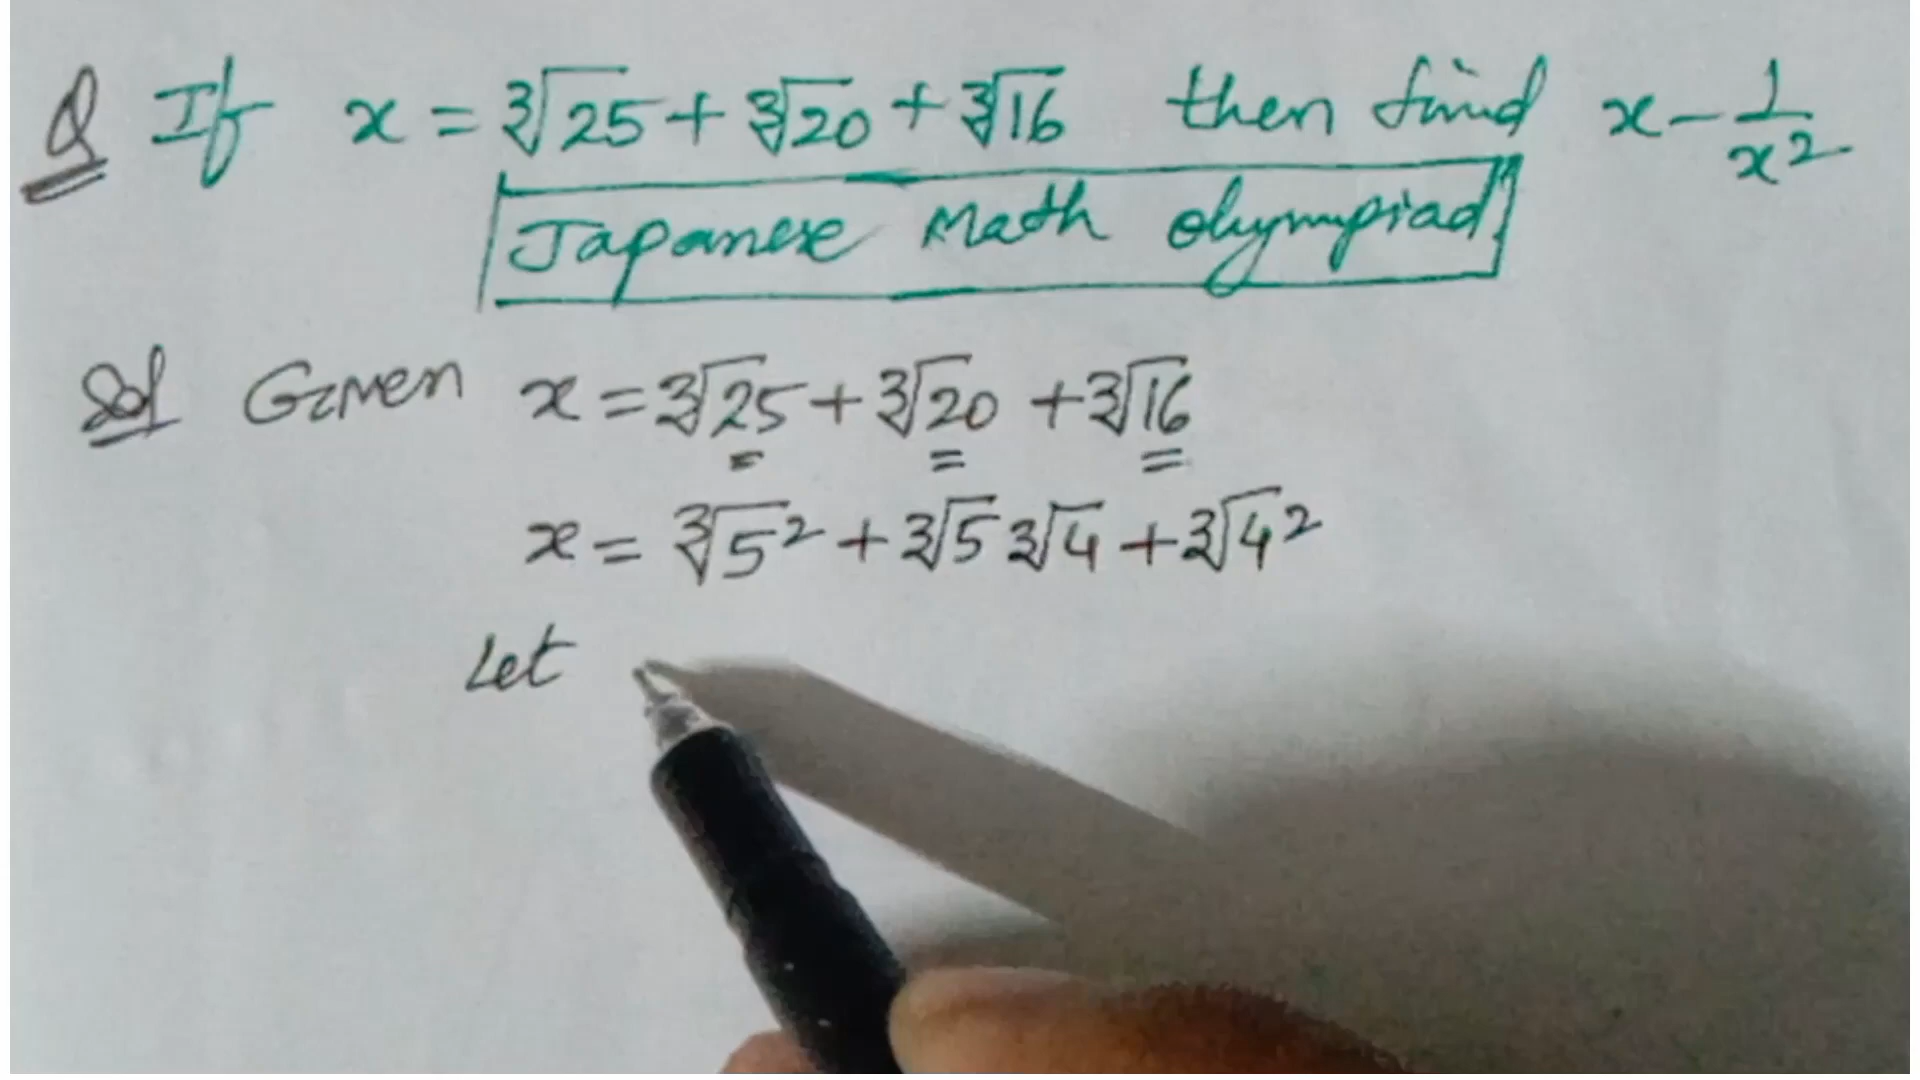 Q If x = ∛25 + ∛20 + ∛16 then find x - 1/x²
Japanese Math Olympiad
Sol Given x = ∛25 + ∛20 + ∛16
x = ∛5² + ∛5 ∛4 + ∛4²
Let